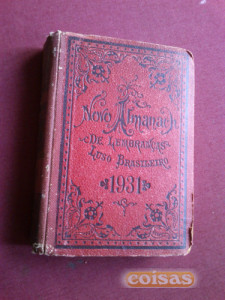 Novo Almanach
DE LEMBRANÇAS
LUSO BRASILEIRO
1931
coisas